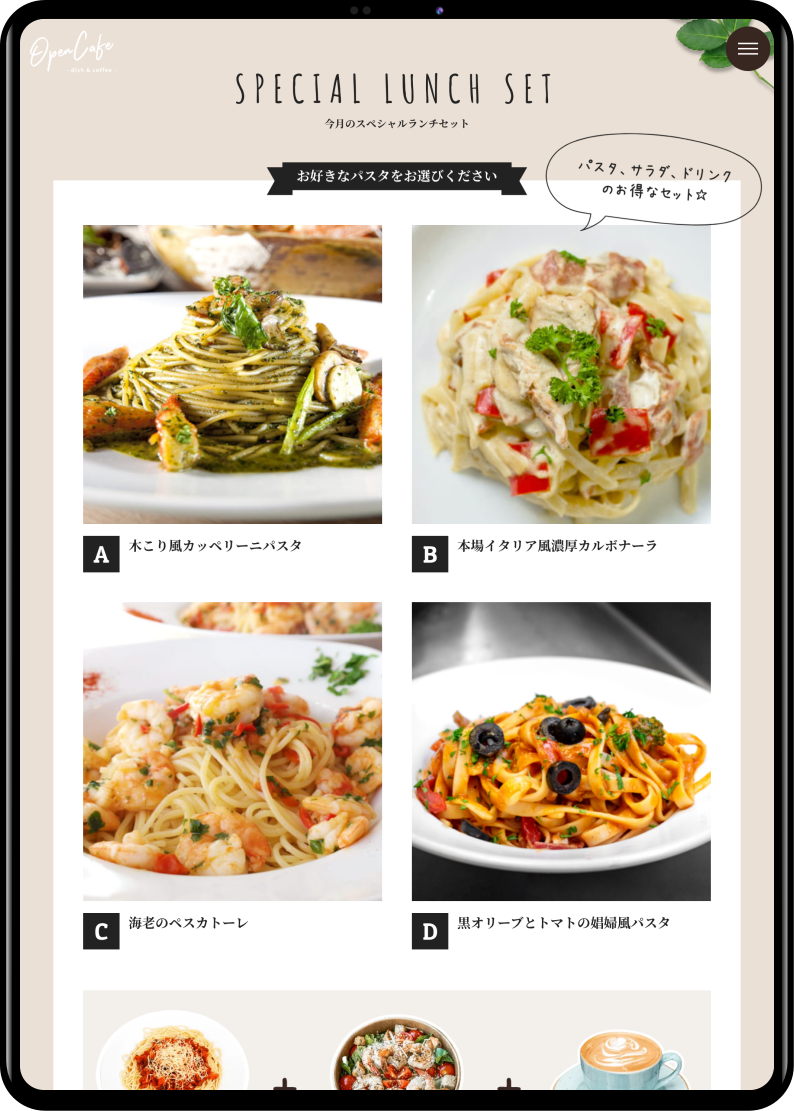 OpenCafe
- dish & coffee -
SPECIAL LUNCH SET
今月のスペシャルランチセット
お好きなパスタをお選びください
パスタ、サラダ、ドリンク
のお得なセット☆
A 木こり風カッペリーニパスタ
B 本場イタリア風濃厚カルボナーラ
C 海老のペスカトーレ
D 黒オリーブとトマトの娼婦風パスタ
+ +